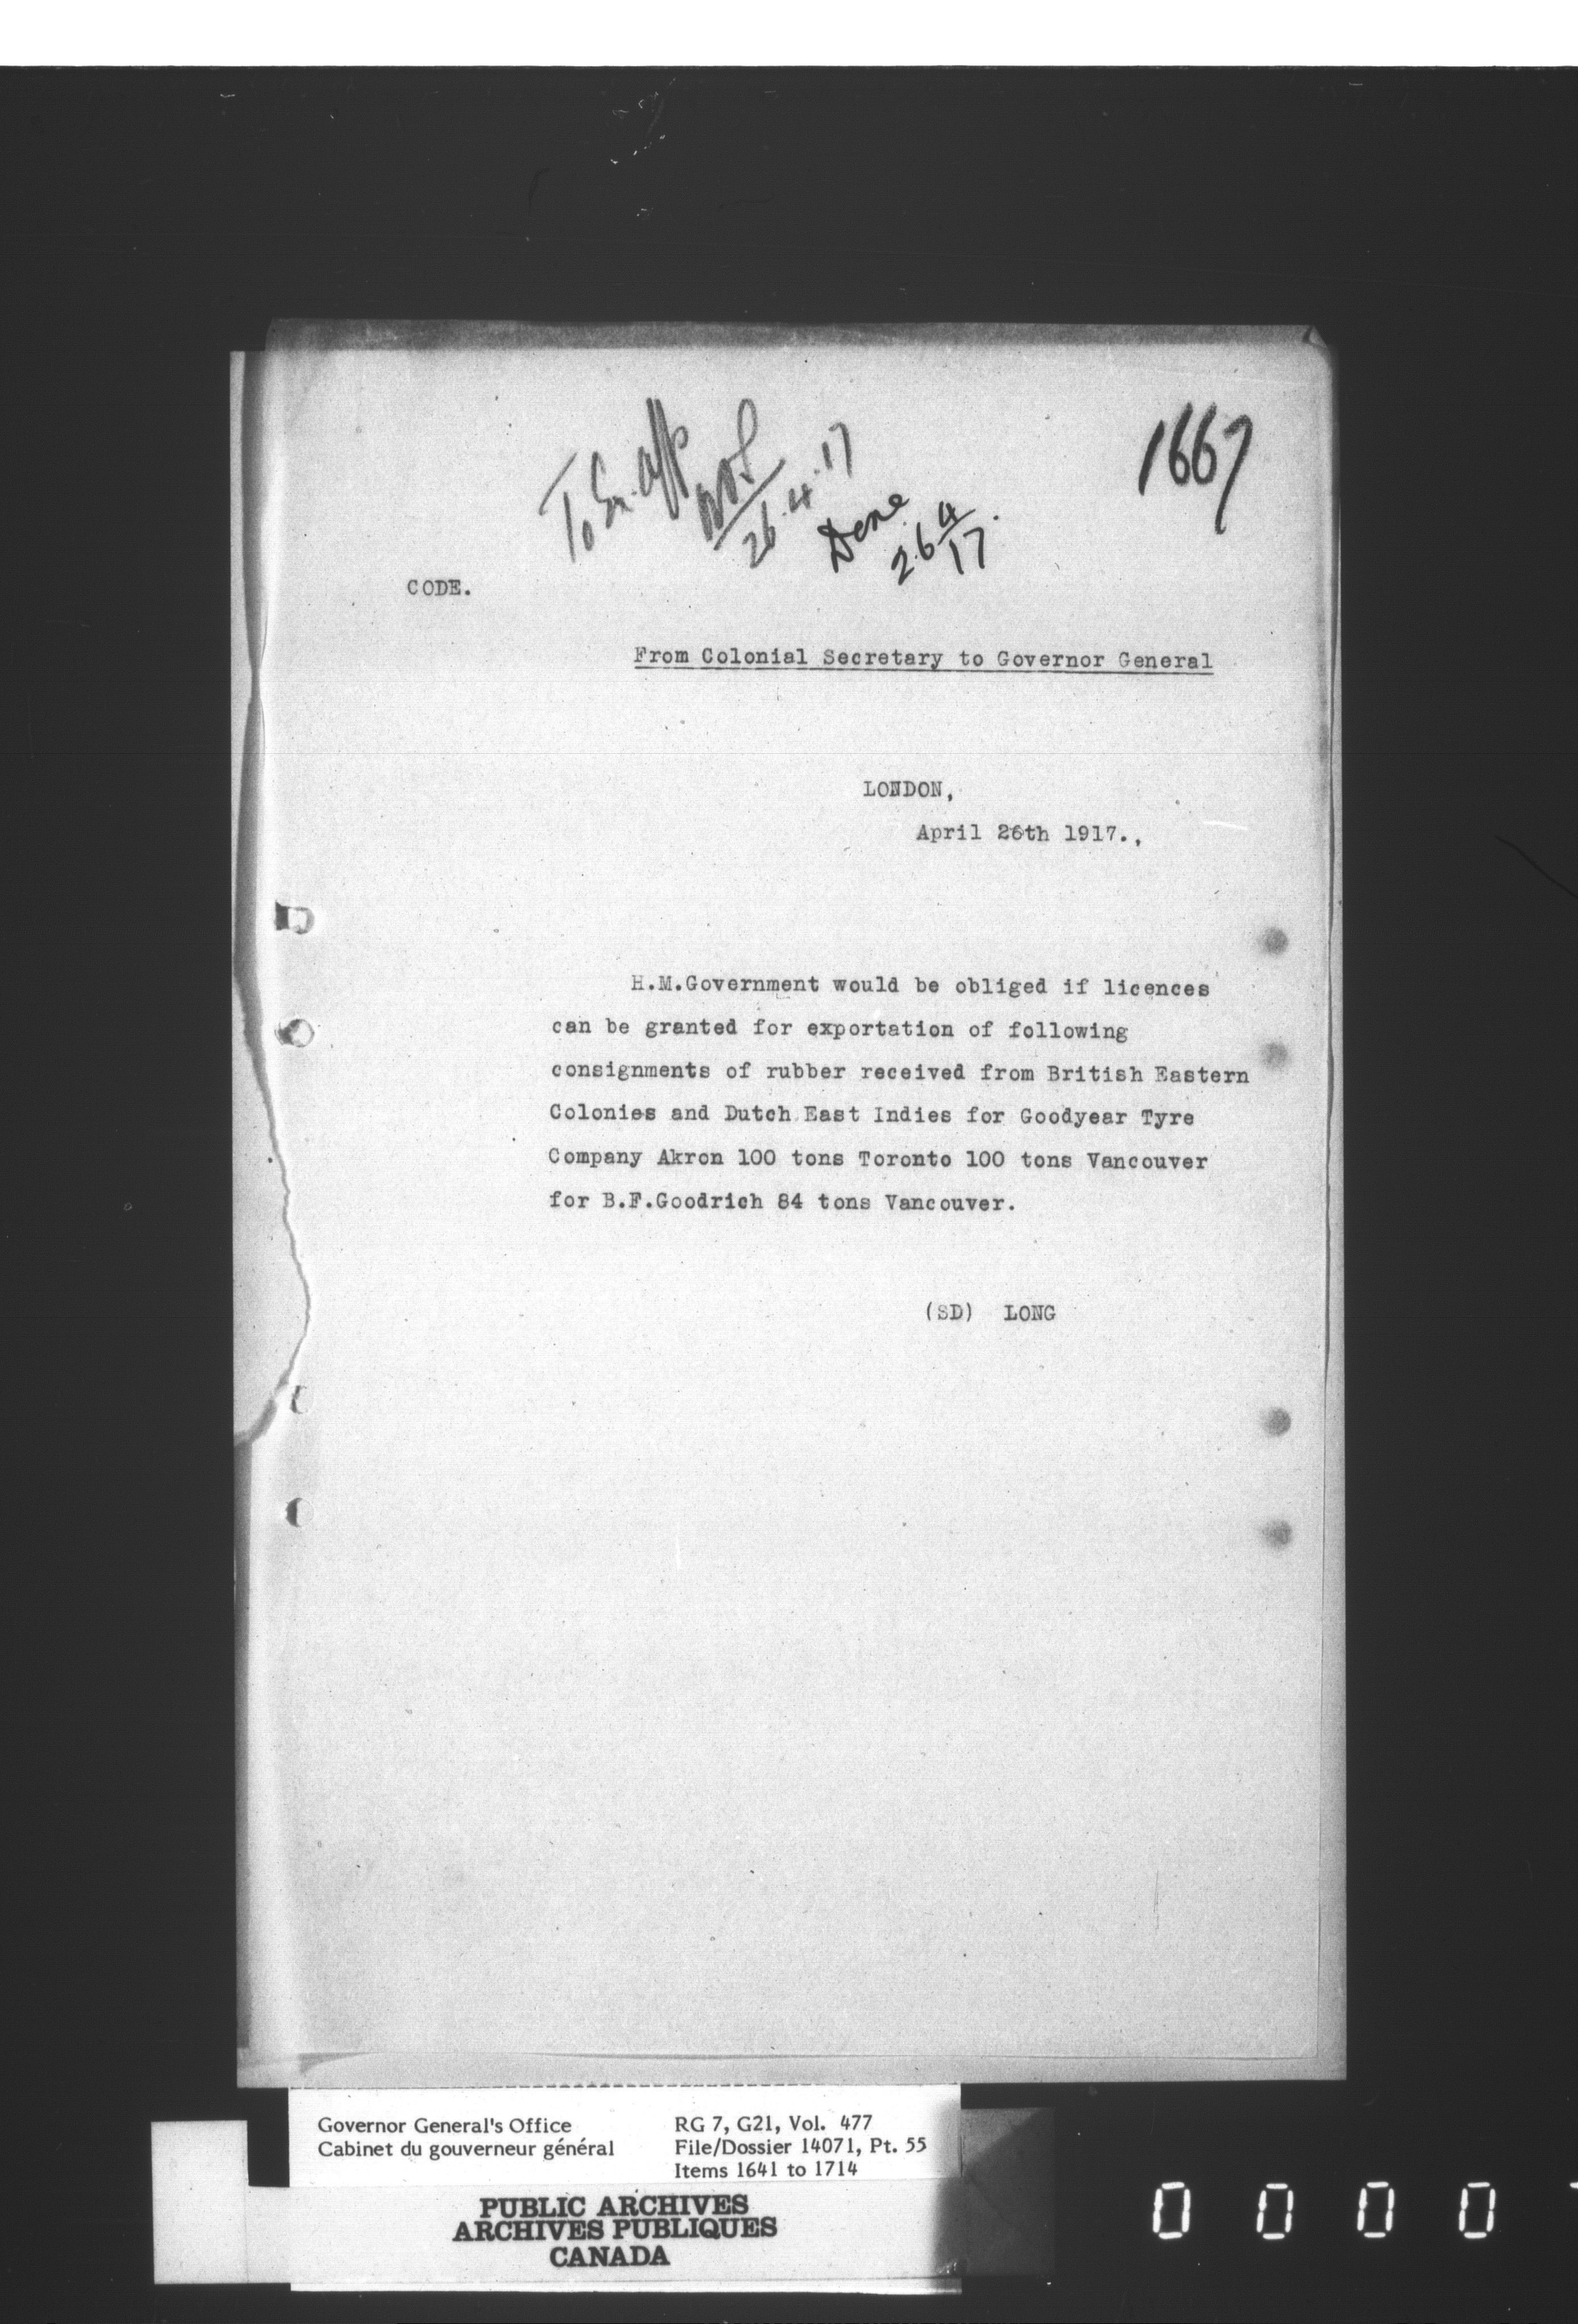 1667
To Ex. Aff
26.4.17
Done
26 4/17.
CODE.
From Colonial Secretary to Governor General
LONDON,
April 26th 1917.,
H.M.Government would be obliged if licences
can be granted for exportation of following
consignments of rubber received from British Eastern
Colonies and Dutch East Indies for Goodyear Tyre
Company Akron 100 tons Toronto 100 tons Vancouver
for B.F.Goodrich 84 tons Vancouver.
(SD) LONG
Governor General's Office
Cabinet du gouverneur général
RG 7, G21, Vol. 477
File/Dossier 14071, Pt. 55
Items 1641 to 1714
PUBLIC ARCHIVES
ARCHIVES PUBLIQUES
CANADA
0 0 0 0